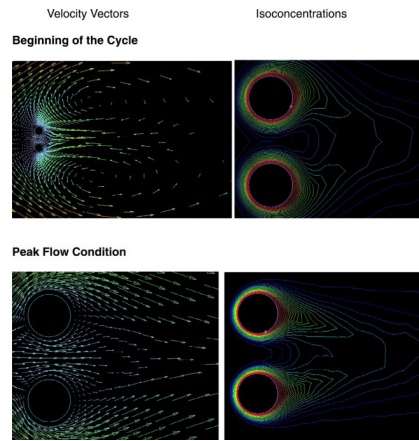 Velocity Vectors Isoconcentrations
Beginning of the Cycle
Peak Flow Condition